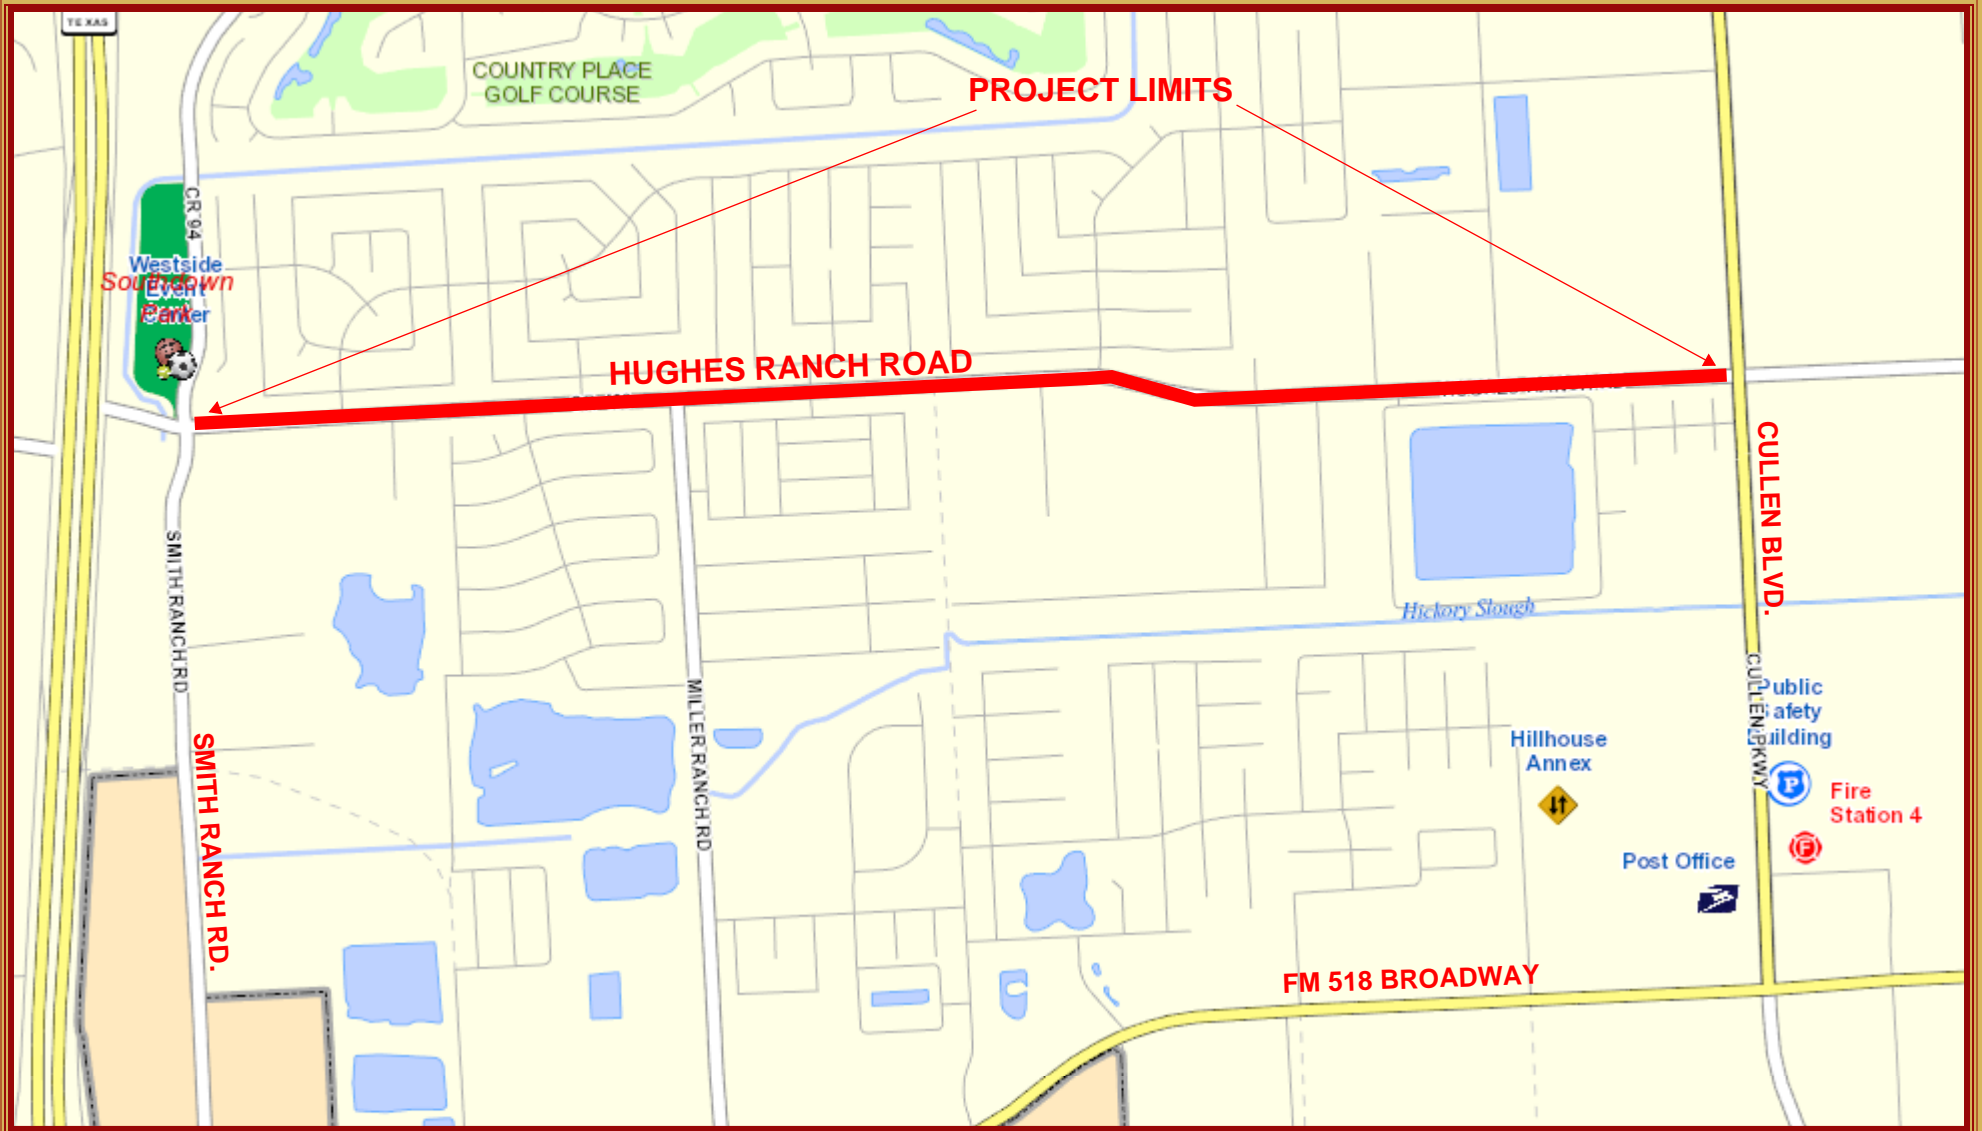 TEXAS
COUNTRY PLACE
GOLF COURSE
PROJECT LIMITS
CR 94
Westside
Southdown
Event
Park
Center
HUGHES RANCH ROAD
CULLEN BLVD.
SMITH RANCH RD
Hickory Slough
MILLER RANCH RD
CULLEN PKWY
Public
Safety
Building
SMITH RANCH RD.
Hillhouse
Annex
P
Fire
Station 4
F
Post Office
FM 518 BROADWAY